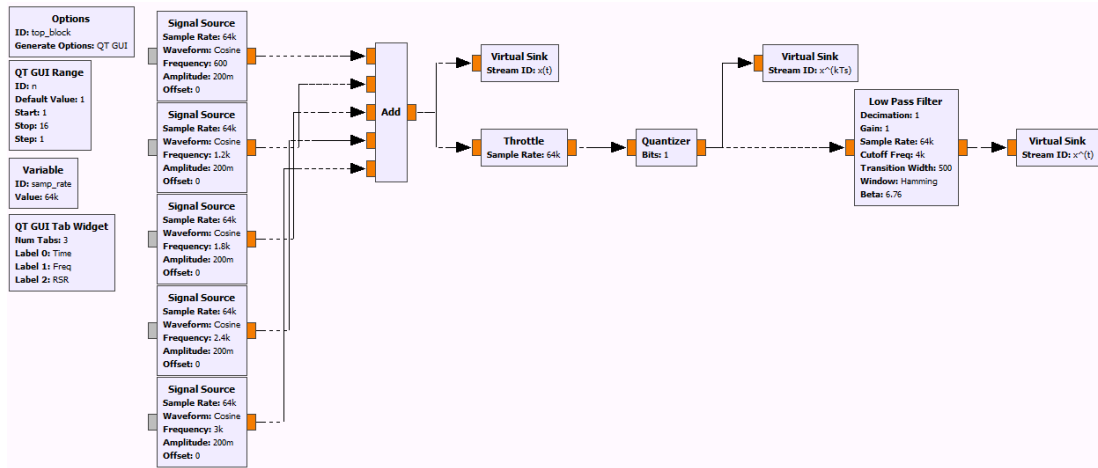 Options
ID: top_block
Generate Options: QT GUI
QT GUI Range
ID: n
Default Value: 1
Start: 1
Stop: 16
Step: 1
Variable
ID: samp_rate
Value: 64k
QT GUI Tab Widget
Num Tabs: 3
Label 0: Time
Label 1: Freq
Label 2: RSR
Signal Source
Sample Rate: 64k
Waveform: Cosine
Frequency: 600
Amplitude: 200m
Offset: 0
Signal Source
Sample Rate: 64k
Waveform: Cosine
Frequency: 1.2k
Amplitude: 200m
Offset: 0
Signal Source
Sample Rate: 64k
Waveform: Cosine
Frequency: 1.8k
Amplitude: 200m
Offset: 0
Signal Source
Sample Rate: 64k
Waveform: Cosine
Frequency: 2.4k
Amplitude: 200m
Offset: 0
Signal Source
Sample Rate: 64k
Waveform: Cosine
Frequency: 3k
Amplitude: 200m
Offset: 0
Add
Virtual Sink
Stream ID: x(t)
Throttle
Sample Rate: 64k
Quantizer
Bits: 1
Virtual Sink
Stream ID: x^(kTs)
Low Pass Filter
Decimation: 1
Gain: 1
Sample Rate: 64k
Cutoff Freq: 4k
Transition Width: 500
Window: Hamming
Beta: 6.76
Virtual Sink
Stream ID: x^(t)